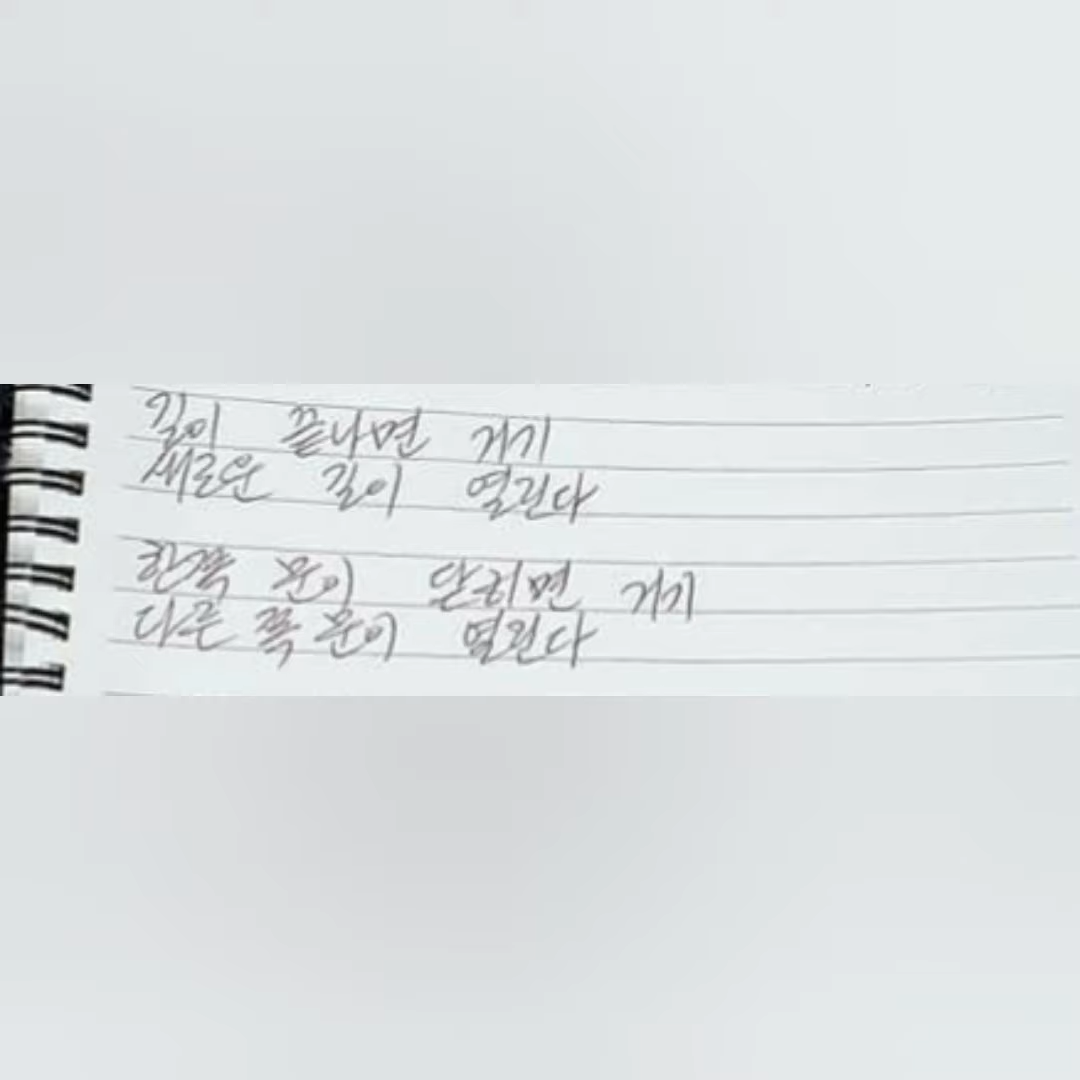 길이 끝나면 거기
새로운 길이 열린다
한쪽 문이 닫히면 거기
다른 쪽 문이 열린다